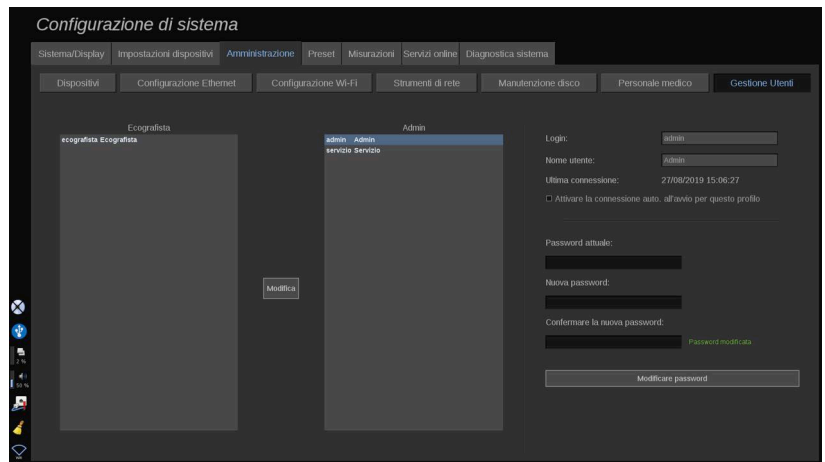 Configurazione di sistema
Sistema/Display Impostazioni dispositivi Amministrazione Preset Misurazioni Servizi online Diagnostica sistema
Dispositivi Configurazione Ethernet Configurazione Wi-Fi Strumenti di rete Manutenzione disco Personale medico Gestione Utenti
Ecografista Admin
ecografista Ecografista
admin Admin
servizio Servizio
Modifica
Login: admin
Nome utente: Admin
Ultima connessione: 27/08/2019 15:06:27
Attivare la connessione auto. all'avvio per questo profilo
Password attuale:
Nuova password:
Confermare la nuova password:
Password modificata
Modificare password
2 %
59 %